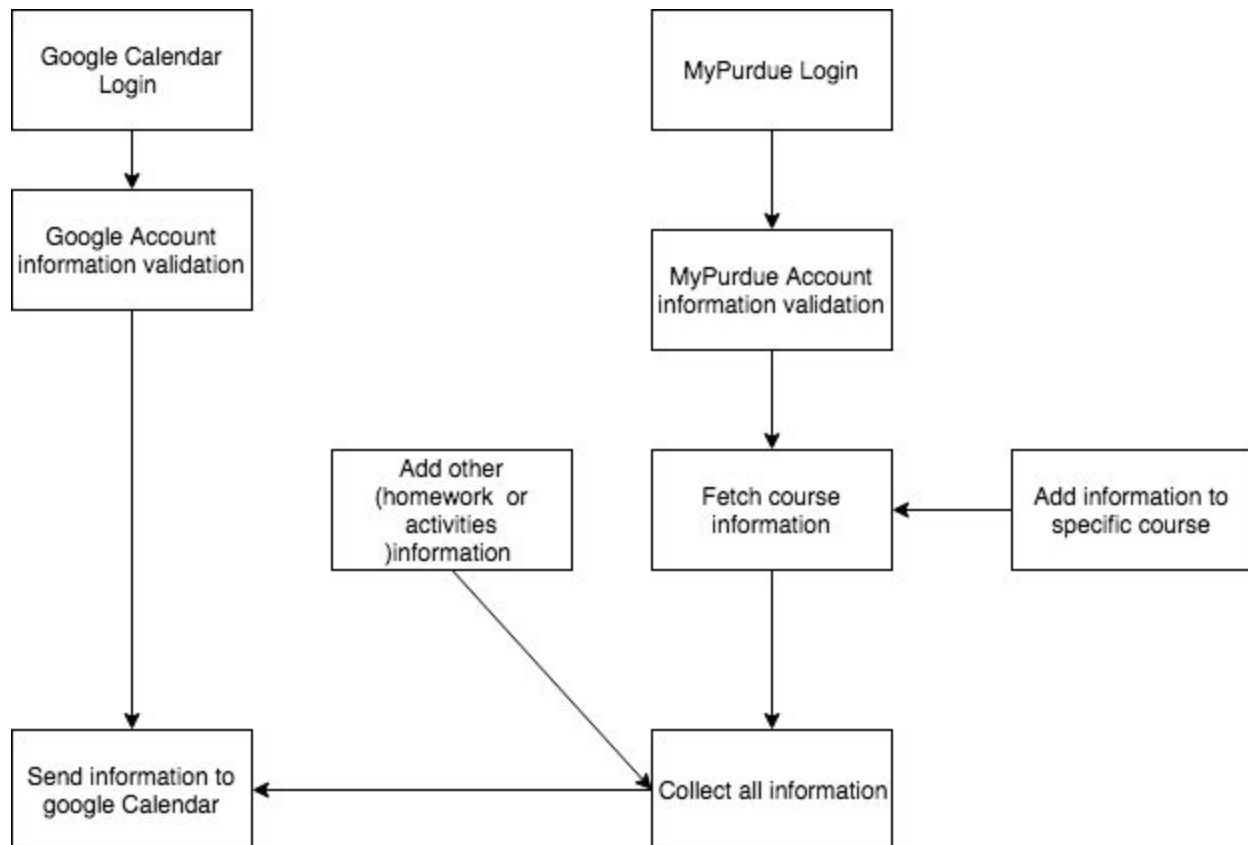 Google Calendar
Login
MyPurdue Login
Google Account
information validation
MyPurdue Account
information validation
Add other
(homework  or
activities
)information
Fetch course
information
Add information to
specific course
Send information to
google Calendar
Collect all information